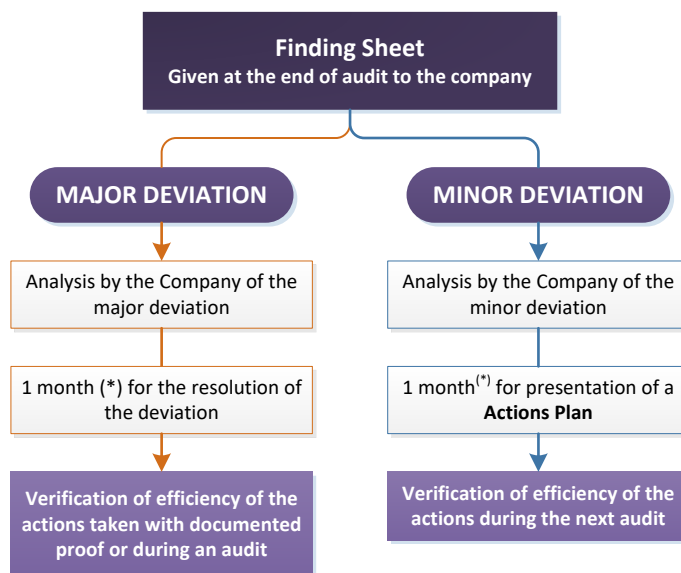 Finding Sheet
Given at the end of audit to the company
MAJOR DEVIATION
Analysis by the Company of the
major deviation
1 month (*) for the resolution of
the deviation
Verification of efficiency of the
actions taken with documented
proof or during an audit
MINOR DEVIATION
Analysis by the Company of the
minor deviation
1 month(*) for presentation of a
Actions Plan
Verification of efficiency of the
actions during the next audit